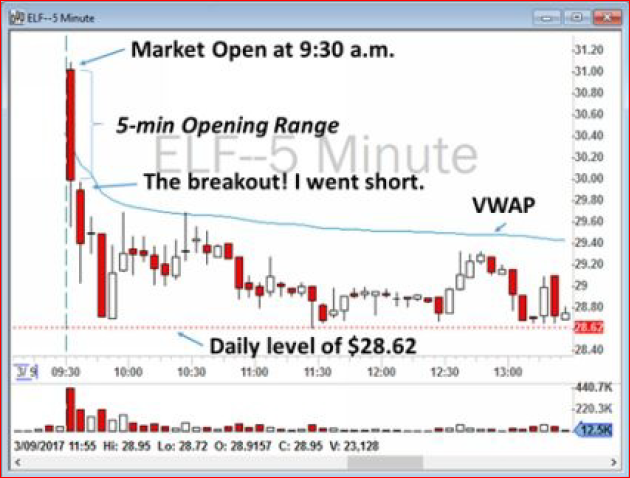 ELF--5 Minute
Market Open at 9:30 a.m.
5-min Opening Range
ELF--5 Minute
The breakout! I went short.
VWAP
Daily level of $28.62
31.20
31.00
30.80
30.60
30.40
30.20
30.00
29.80
29.60
29.40
29.20
29
28.80
28.62
28.40
3/9 09:30 10:00 10:30 11:00 11:30 12:00 12:30 13:00
440.7K
220.3K
12.5K
3/09/2017 11:55 Hi: 28.95 Lo: 28.72 O: 28.9157 C: 28.95 V: 23,128